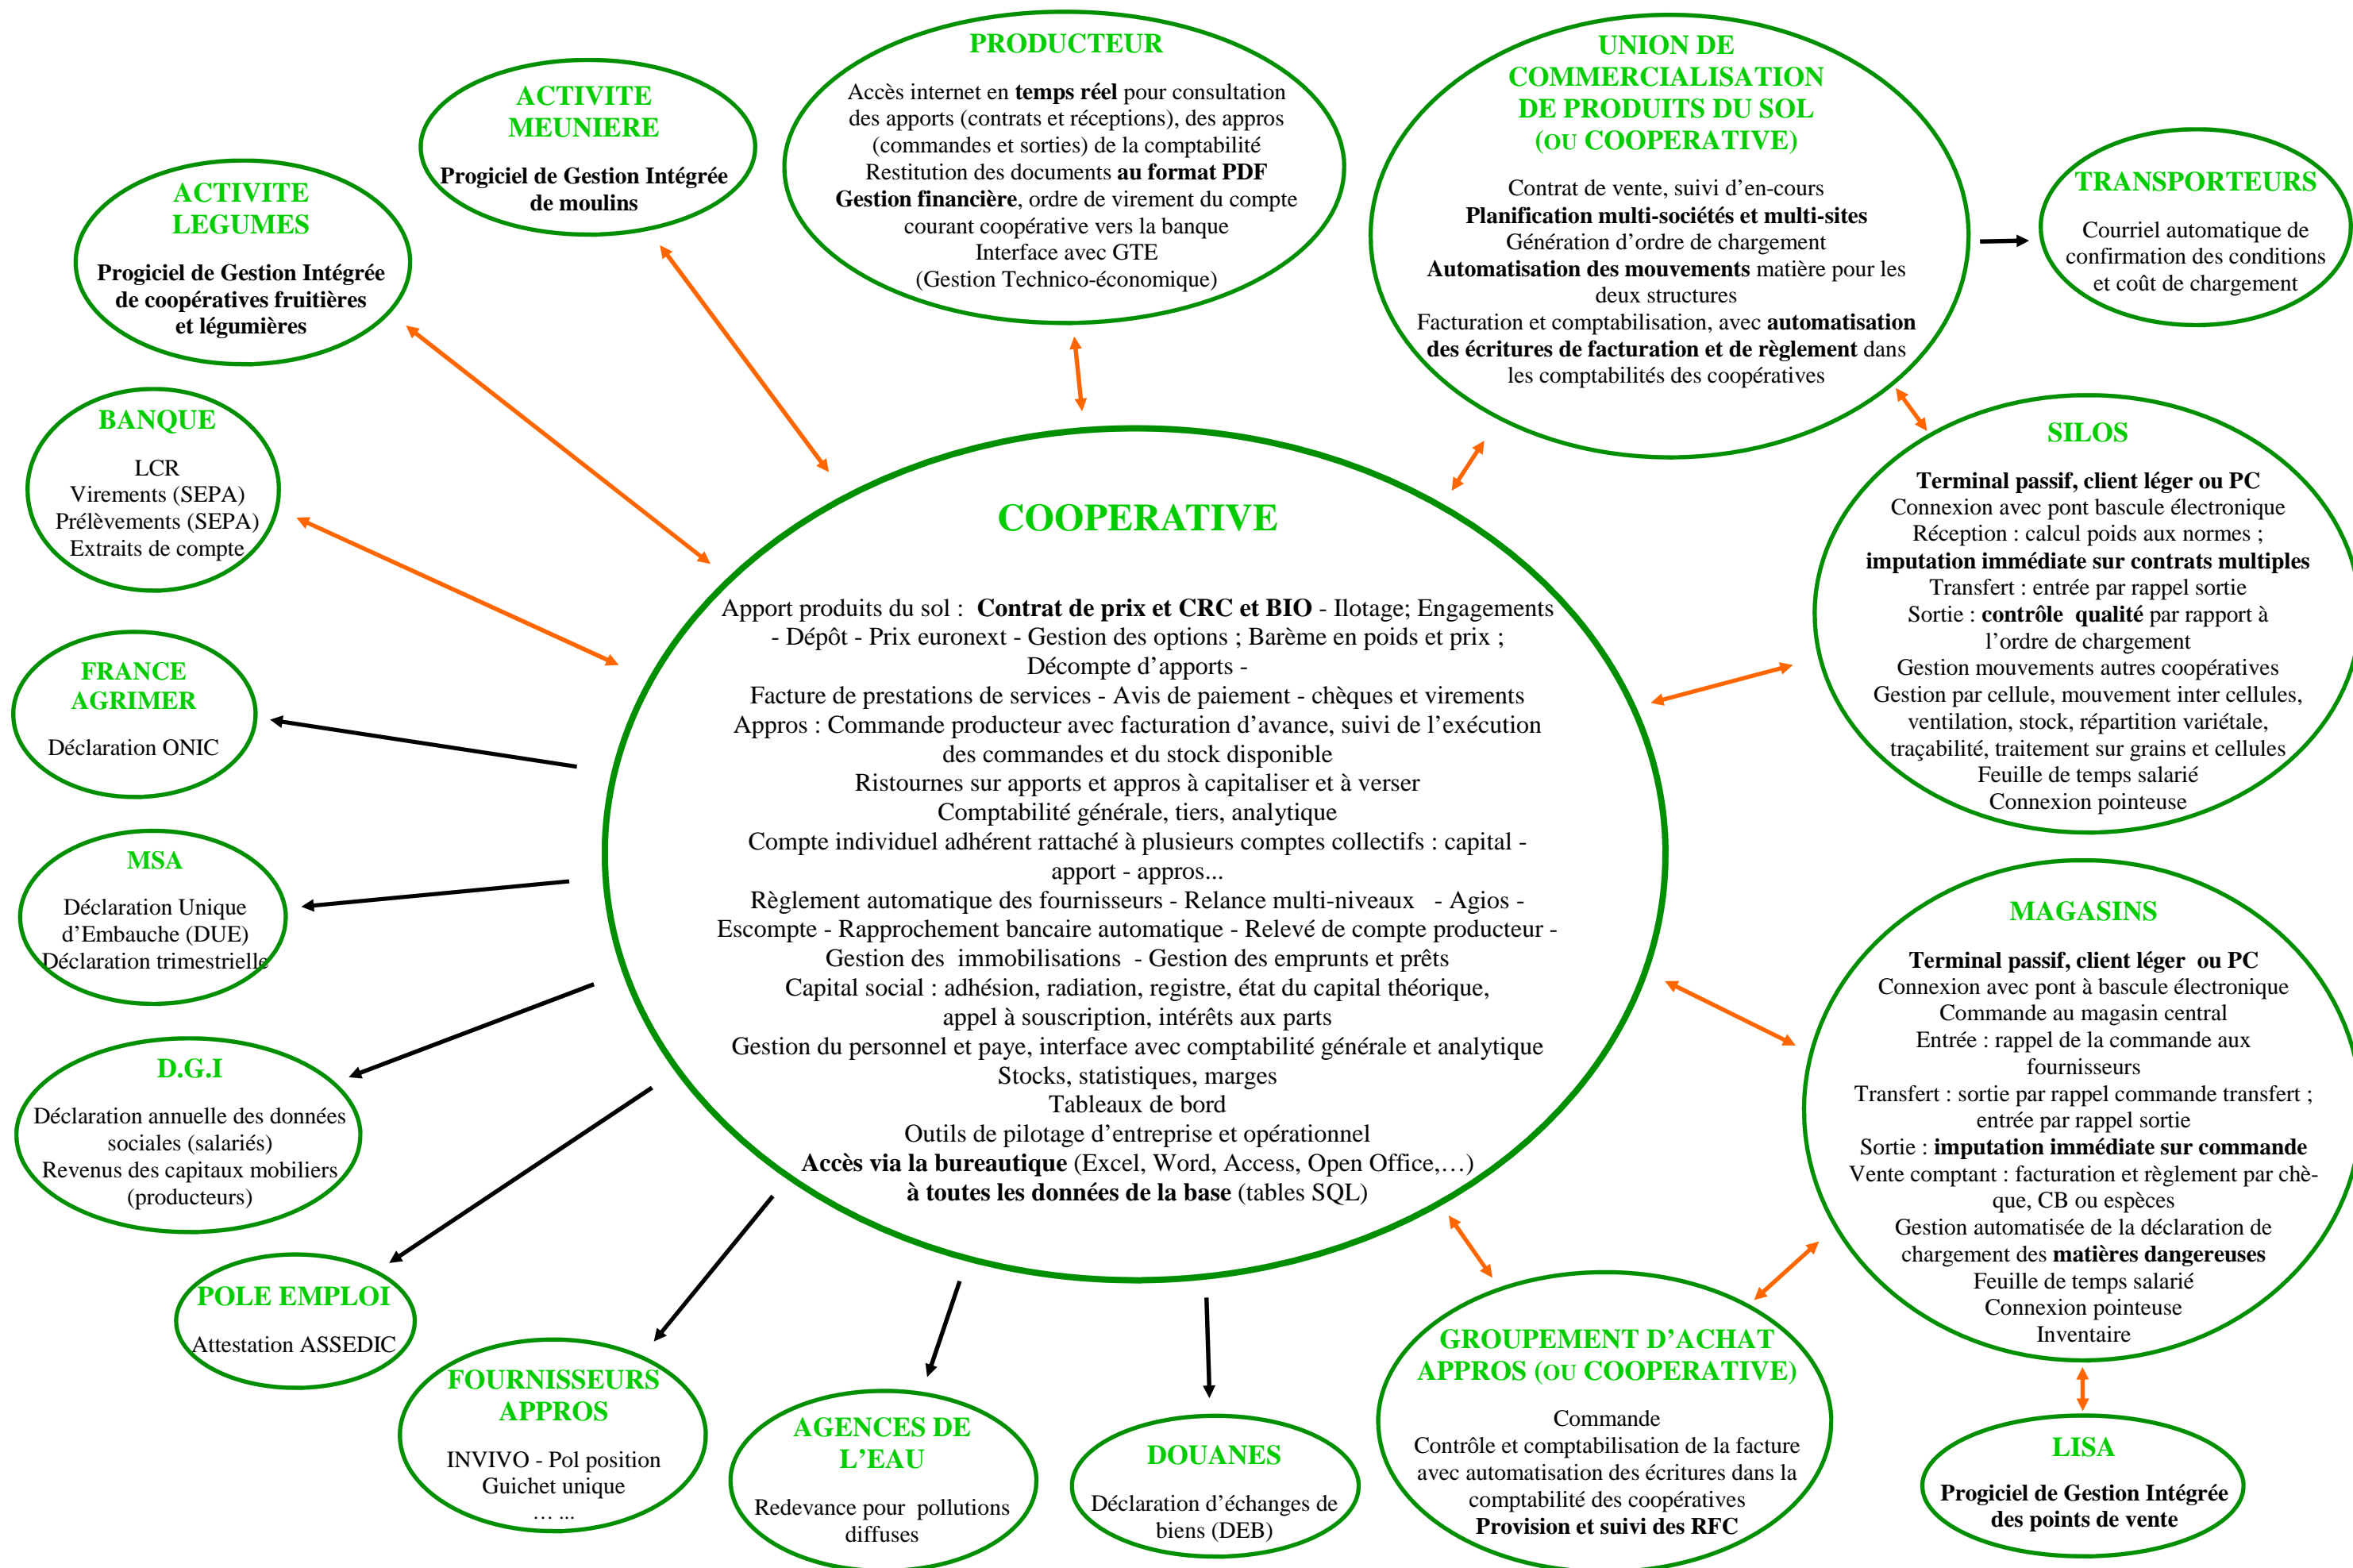 PRODUCTEUR
Accès internet en temps réel pour consultation
des apports (contrats et réceptions), des appros
(commandes et sorties) de la comptabilité
Restitution des documents au format PDF
Gestion financière, ordre de virement du compte
courant coopérative vers la banque
Interface avec GTE
(Gestion Technico-économique)
UNION DE
COMMERCIALISATION
DE PRODUITS DU SOL
(OU COOPERATIVE)
Contrat de vente, suivi d'en-cours
Planification multi-sociétés et multi-sites
Génération d'ordre de chargement
Automatisation des mouvements matière pour les
deux structures
Facturation et comptabilisation, avec automatisation
des écritures de facturation et de règlement dans
les comptabilités des coopératives
ACTIVITE
MEUNIERE
Progiciel de Gestion Intégrée
de moulins
TRANSPORTEURS
Courriel automatique de
confirmation des conditions
et coût de chargement
ACTIVITE
LEGUMES
Progiciel de Gestion Intégrée
de coopératives fruitières
et légumières
BANQUE
LCR
Virements (SEPA)
Prélèvements (SEPA)
Extraits de compte
SILOS
Terminal passif, client léger ou PC
Connexion avec pont bascule électronique
Réception : calcul poids aux normes ;
imputation immédiate sur contrats multiples
Transfert : entrée par rappel sortie
Sortie : contrôle qualité par rapport à
l'ordre de chargement
Gestion mouvements autres coopératives
Gestion par cellule, mouvement inter cellules,
ventilation, stock, répartition variétale,
traçabilité, traitement sur grains et cellules
Feuille de temps salarié
Connexion pointeuse
COOPERATIVE
Apport produits du sol : Contrat de prix et CRC et BIO - Ilotage; Engagements
- Dépôt - Prix euronext - Gestion des options ; Barème en poids et prix ;
Décompte d'apports -
Facture de prestations de services - Avis de paiement - chèques et virements
Appros : Commande producteur avec facturation d'avance, suivi de l'exécution
des commandes et du stock disponible
Ristournes sur apports et appros à capitaliser et à verser
Comptabilité générale, tiers, analytique
Compte individuel adhérent rattaché à plusieurs comptes collectifs : capital -
apport - appros...
Règlement automatique des fournisseurs - Relance multi-niveaux - Agios -
Escompte - Rapprochement bancaire automatique - Relevé de compte producteur -
Gestion des immobilisations - Gestion des emprunts et prêts
Capital social : adhésion, radiation, registre, état du capital théorique,
appel à souscription, intérêts aux parts
Gestion du personnel et paye, interface avec comptabilité générale et analytique
Stocks, statistiques, marges
Tableaux de bord
Outils de pilotage d'entreprise et opérationnel
Accès via la bureautique (Excel, Word, Access, Open Office,…)
à toutes les données de la base (tables SQL)
FRANCE
AGRIMER
Déclaration ONIC
MSA
Déclaration Unique
d'Embauche (DUE)
Déclaration trimestrielle
MAGASINS
Terminal passif, client léger ou PC
Connexion avec pont à bascule électronique
Commande au magasin central
Entrée : rappel de la commande aux
fournisseurs
Transfert : sortie par rappel commande transfert ;
entrée par rappel sortie
Sortie : imputation immédiate sur commande
Vente comptant : facturation et règlement par chè-
que, CB ou espèces
Gestion automatisée de la déclaration de
chargement des matières dangereuses
Feuille de temps salarié
Connexion pointeuse
Inventaire
D.G.I
Déclaration annuelle des données
sociales (salariés)
Revenus des capitaux mobiliers
(producteurs)
POLE EMPLOI
Attestation ASSEDIC
FOURNISSEURS
APPROS
INVIVO - Pol position
Guichet unique
… ...
AGENCES DE
L'EAU
Redevance pour pollutions
diffuses
DOUANES
Déclaration d'échanges de
biens (DEB)
GROUPEMENT D'ACHAT
APPROS (OU COOPERATIVE)
Commande
Contrôle et comptabilisation de la facture
avec automatisation des écritures dans la
comptabilité des coopératives
Provision et suivi des RFC
LISA
Progiciel de Gestion Intégrée
des points de vente